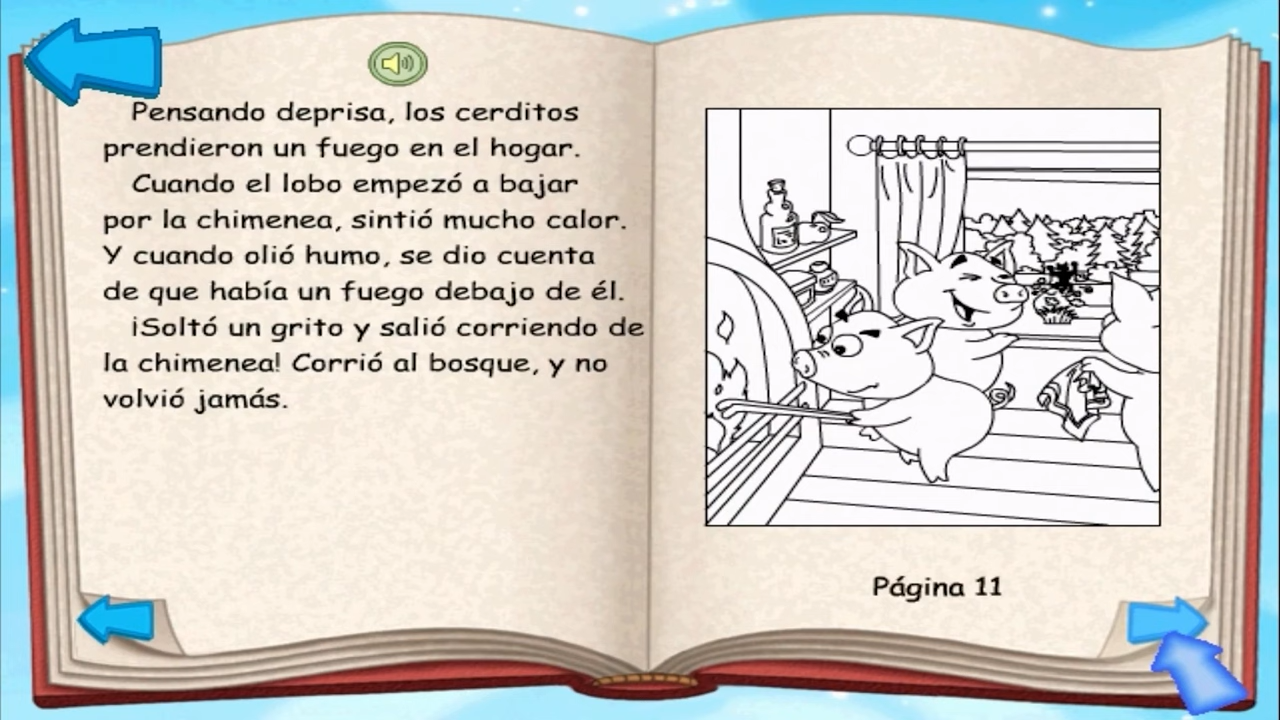 Pensando deprisa, los cerditos
prendieron un fuego en el hogar.
Cuando el lobo empezó a bajar
por la chimenea, sintió mucho calor.
Y cuando olió humo, se dio cuenta
de que había un fuego debajo de él.
¡Soltó un grito y salió corriendo de
la chimenea! Corrió al bosque, y no
volvió jamás.
Página 11